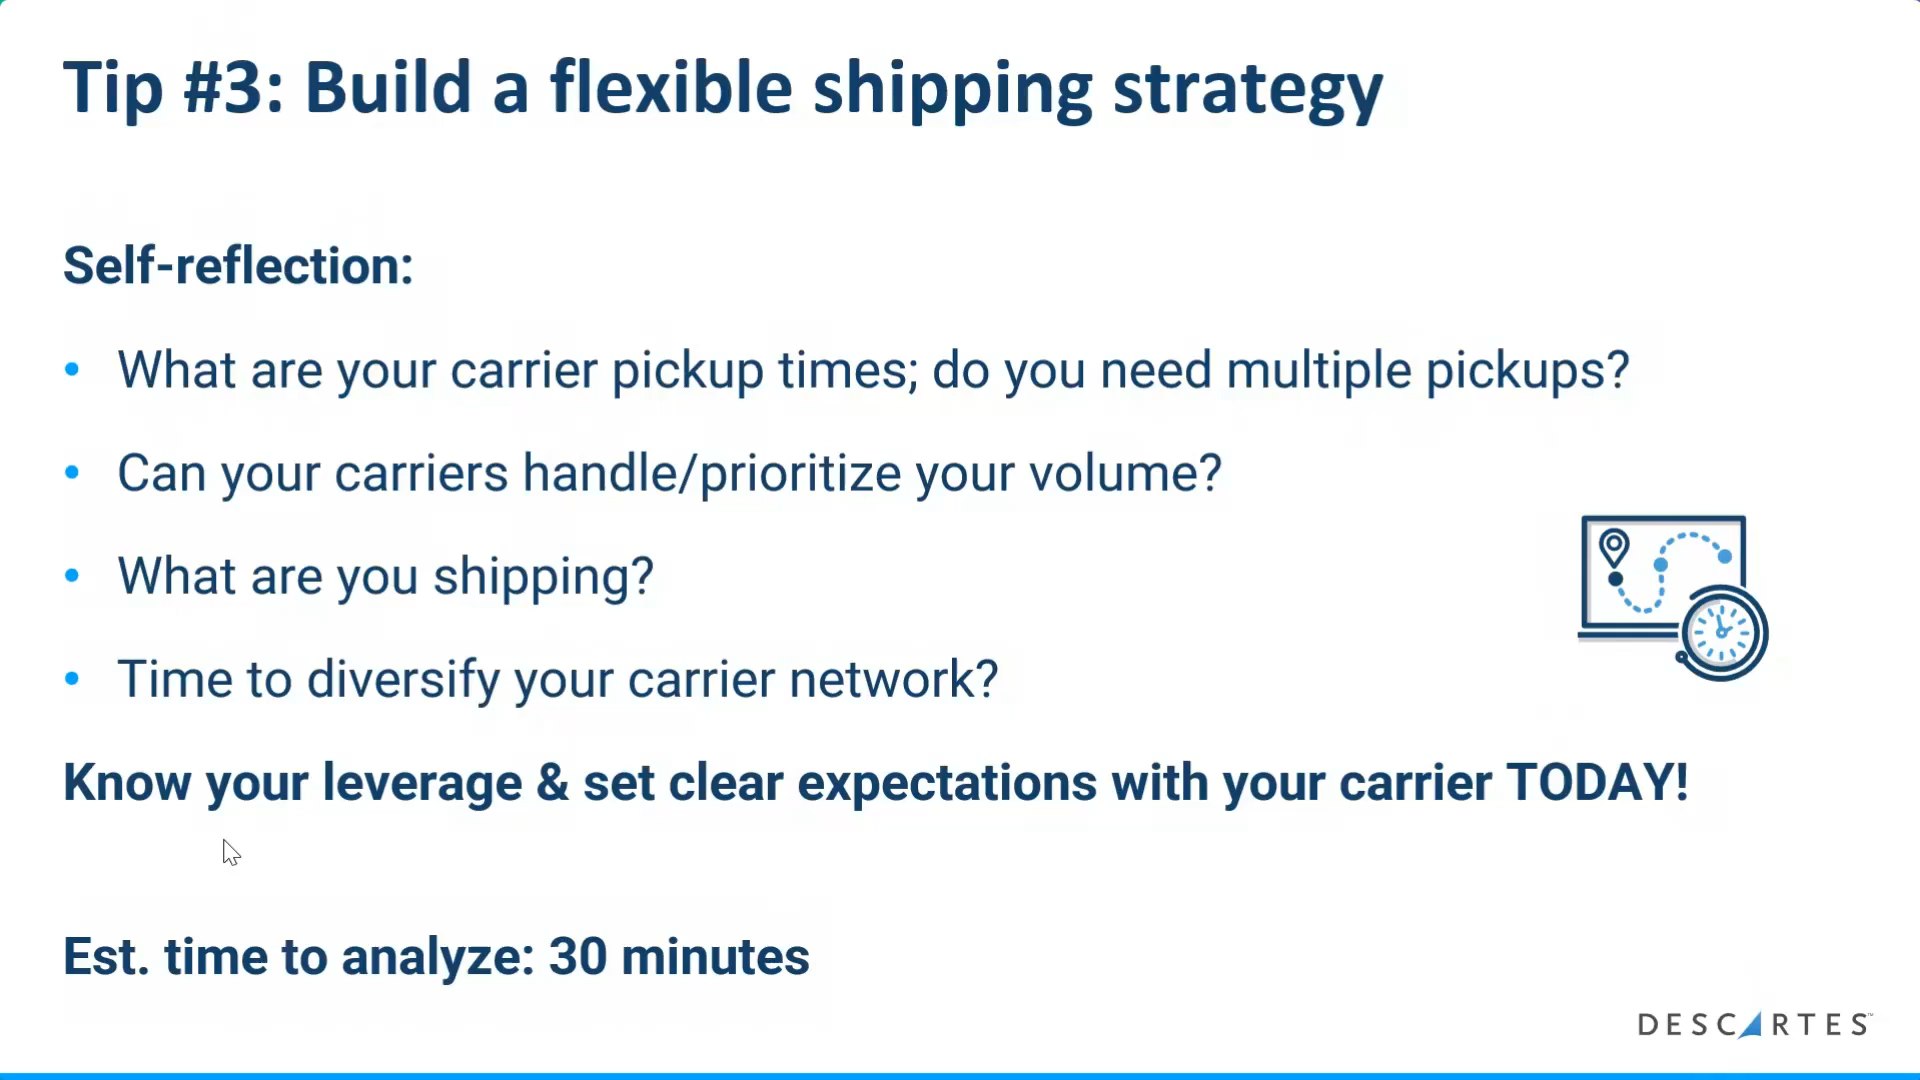 Tip #3: Build a flexible shipping strategy
Self-reflection:
• What are your carrier pickup times; do you need multiple pickups?
• Can your carriers handle/prioritize your volume?
• What are you shipping?
• Time to diversify your carrier network?
Know your leverage & set clear expectations with your carrier TODAY!
Est. time to analyze: 30 minutes
DESCARTES™